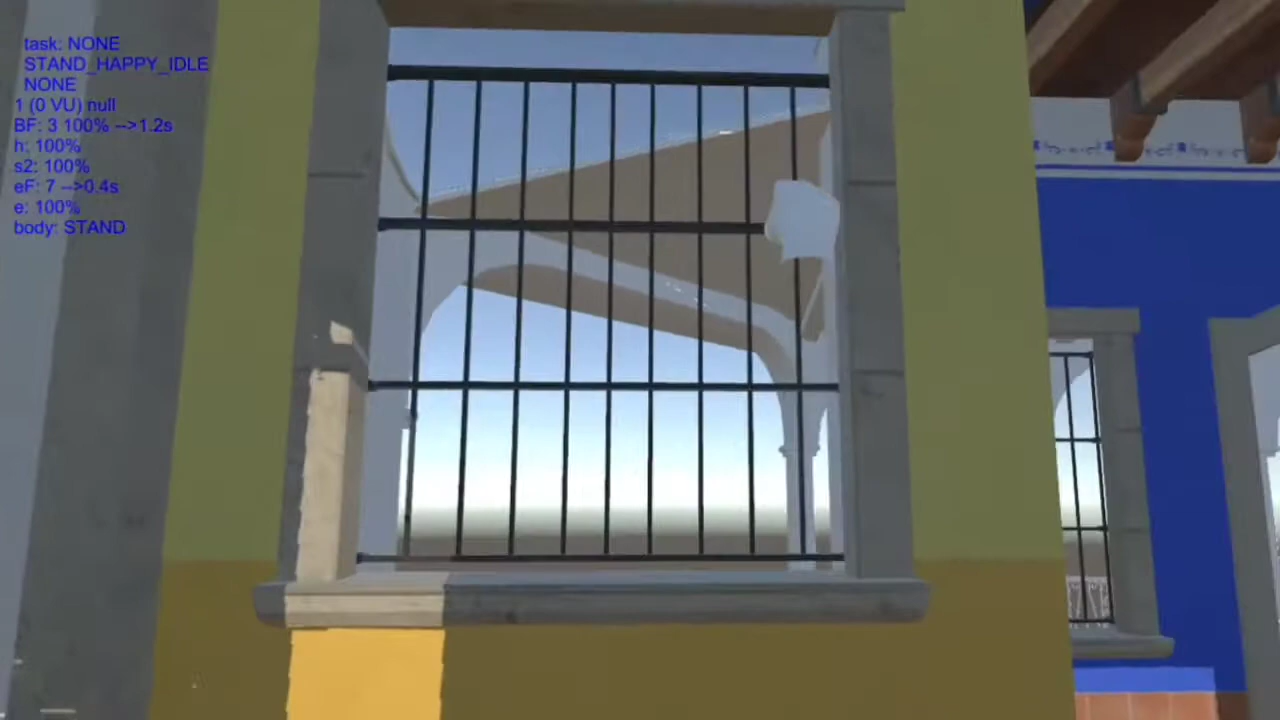 task: NONE
STAND_HAPPY_IDLE
NONE
1 (0 VU) null
BF: 3 100% -->1.2s
h: 100%
s2: 100%
eF: 7 -->0.4s
e: 100%
body: STAND